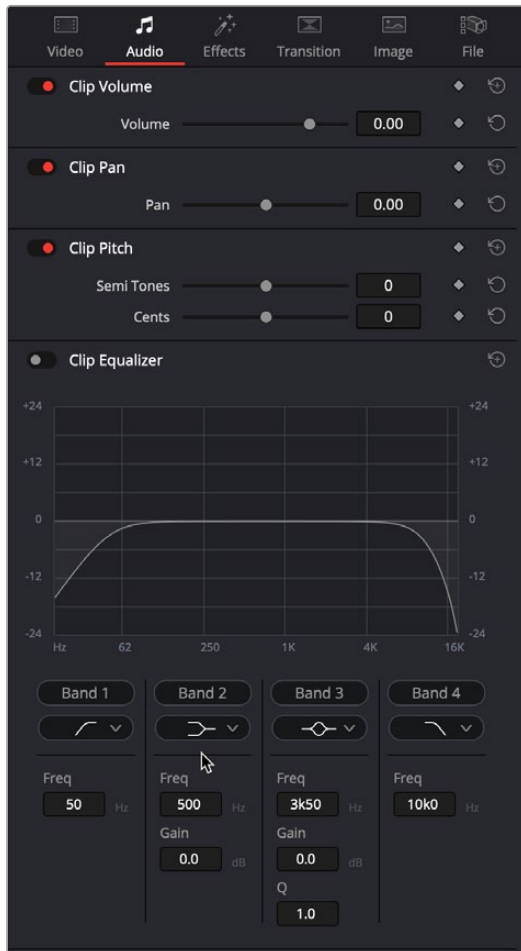 Video Audio Effects Transition Image File
Clip Volume
Volume 0.00
Clip Pan
Pan 0.00
Clip Pitch
Semi Tones 0
Cents 0
Clip Equalizer
+24 +24
+12 +12
0 0
-12 -12
-24 -24
Hz 62 250 1K 4K 16K
Band 1 Band 2 Band 3 Band 4
Freq Freq Freq Freq
50 Hz 500 Hz 3k50 Hz 10k0 Hz
Gain Gain
0.0 dB 0.0 dB
Q
1.0